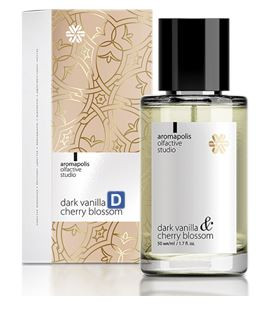 aromapolis
olfactive
studio
dark vanilla D
cherry blossom
aromapolis
olfactive
studio
dark vanilla &
cherry blossom
50 мл/ml / 1.7 fl. oz.